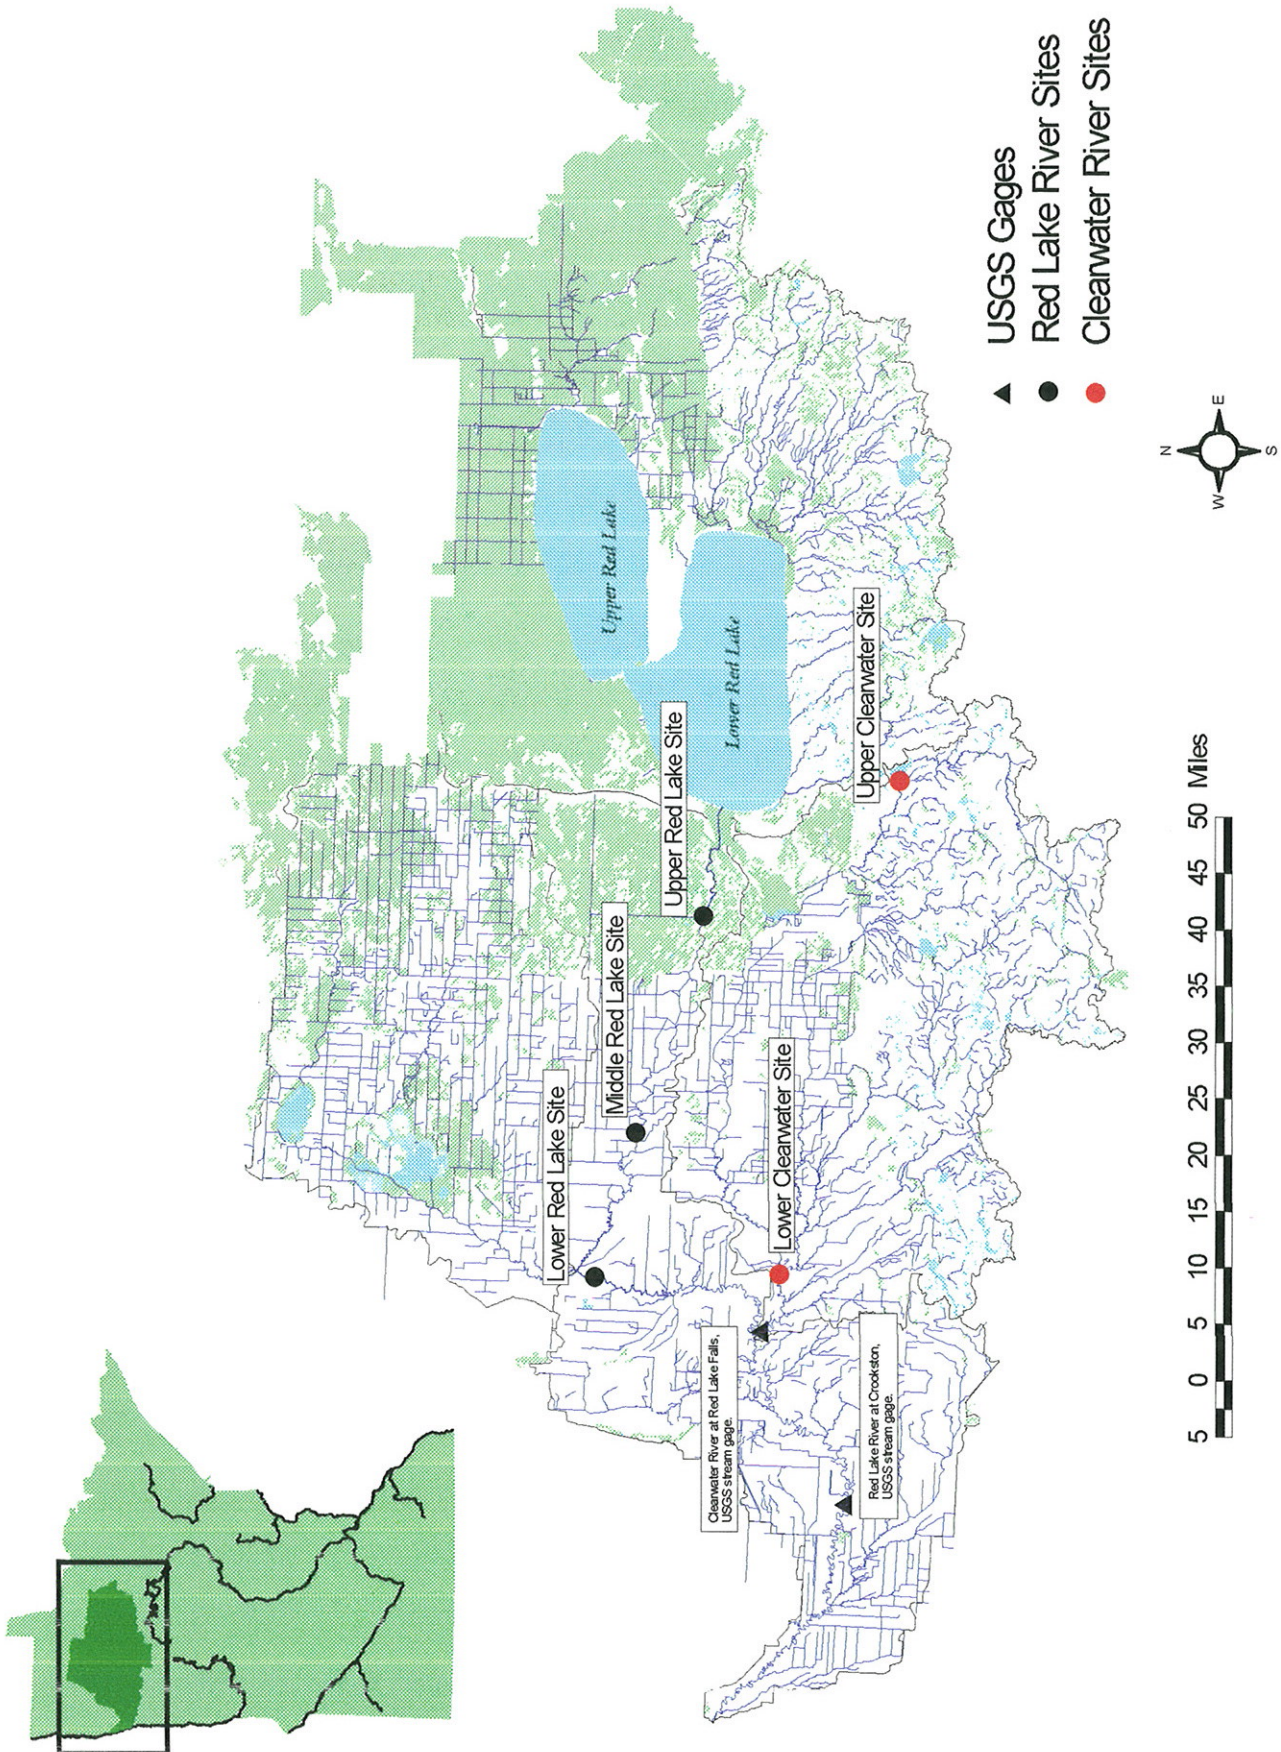 Upper Red Lake
Lower Red Lake
Lower Red Lake Site
Middle Red Lake Site
Upper Red Lake Site
Lower Clearwater Site
Upper Clearwater Site
Clearwater River at Red Lake Falls,
USGS stream gage.
Red Lake River at Crookston,
USGS stream gage.
USGS Gages
Red Lake River Sites
Clearwater River Sites
N
W
E
S
5 0 5 10 15 20 25 30 35 40 45 50 Miles